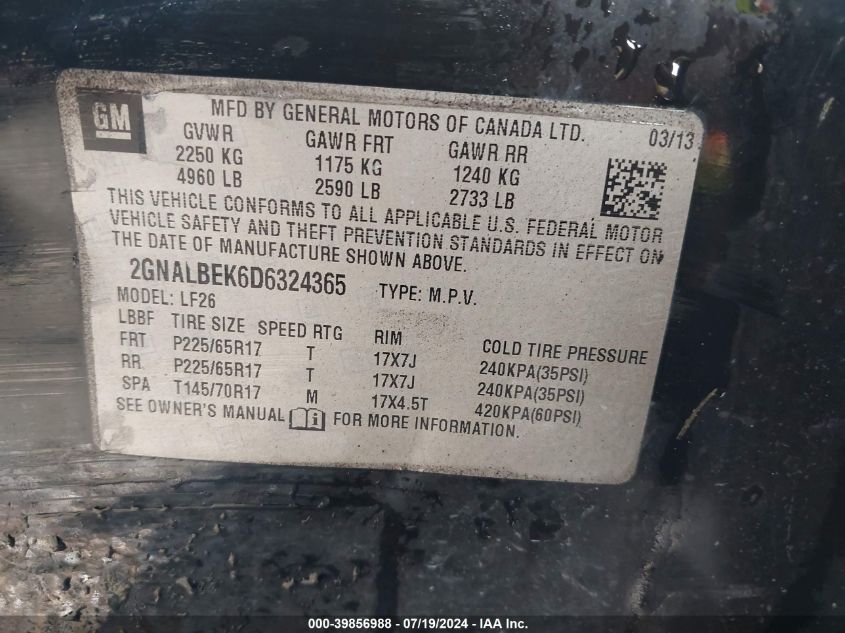 GM
MFD BY GENERAL MOTORS OF CANADA LTD.
03/13
GVWR GAWR FRT GAWR RR
2250 KG 1175 KG 1240 KG
4960 LB 2590 LB 2733 LB
THIS VEHICLE CONFORMS TO ALL APPLICABLE U.S. FEDERAL MOTOR
VEHICLE SAFETY AND THEFT PREVENTION STANDARDS IN EFFECT ON
THE DATE OF MANUFACTURE SHOWN ABOVE.
2GNALBEK6D6324365 TYPE: M.P.V.
MODEL: LF26
LBBF TIRE SIZE SPEED RTG RIM COLD TIRE PRESSURE
FRT P225/65R17 T 17X7J 240KPA(35PSI)
RR P225/65R17 T 17X7J 240KPA(35PSI)
SPA T145/70R17 M 17X4.5T 420KPA(60PSI)
SEE OWNER'S MANUAL FOR MORE INFORMATION.
000-39856988 - 07/19/2024 - IAA Inc.